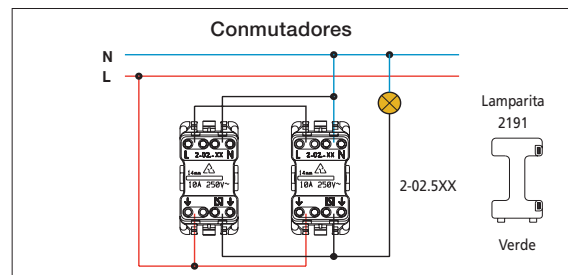 Conmutadores
N
L
L 2-02.-XX N
14mm
10A 250V~
L 2-02.-XX N
14mm
10A 250V~
2-02.5XX
Lamparita
2191
Verde